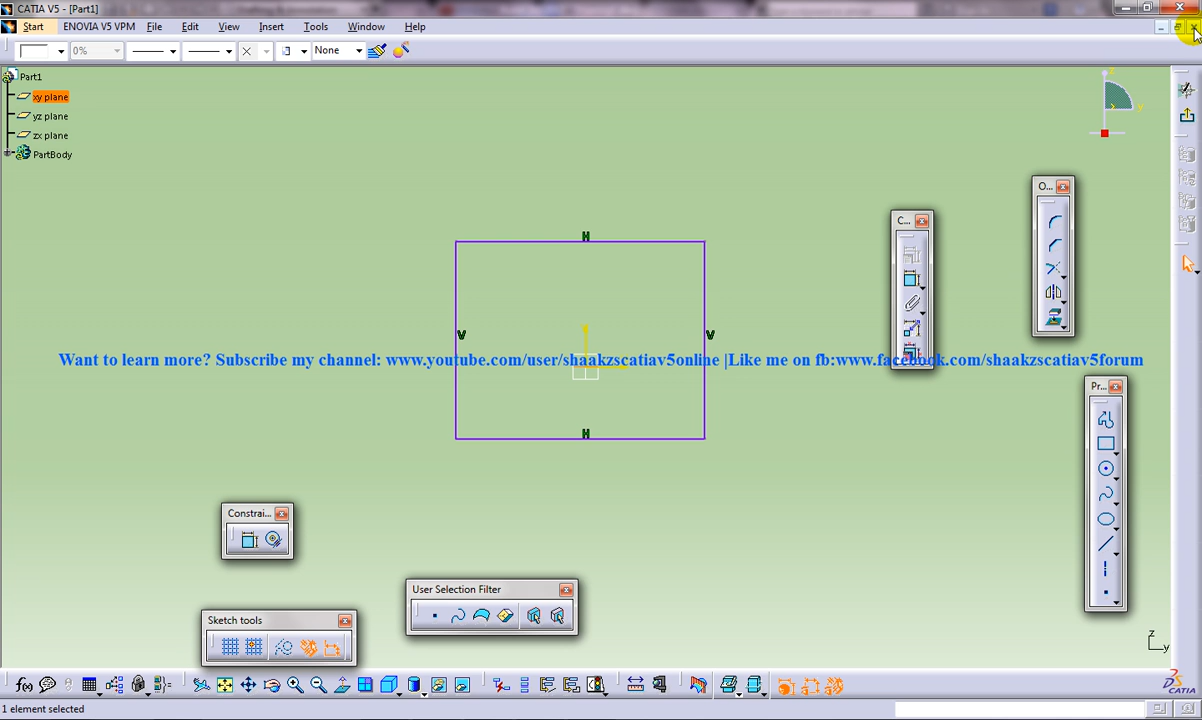 CATIA V5 - [Part1]
Start ENOVIA V5 VPM File Edit View Insert Tools Window Help
0% 3 None
Part1
xy plane
yz plane
zx plane
PartBody
z
y
O...
C...
H
V V
Want to learn more? Subscribe my channel: www.youtube.com/user/shaakzscatiav5online |Like me on fb:www.facebook.com/shaakzscatiav5forum
Pr...
H
Constrai...
User Selection Filter
Sketch tools
z
y
f(x)
DS CATIA
1 element selected